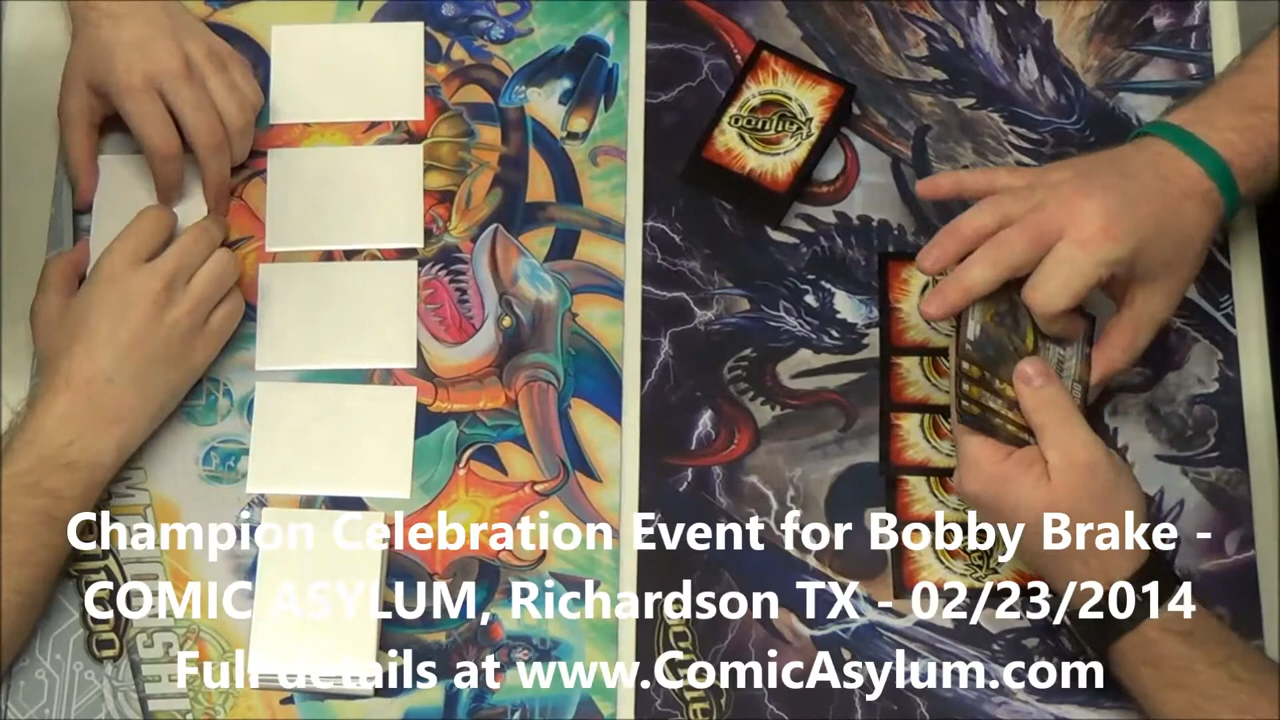 KAIJUDO
Champion Celebration Event for Bobby Brake -
COMIC ASYLUM, Richardson TX - 02/23/2014
Full details at www.ComicAsylum.com